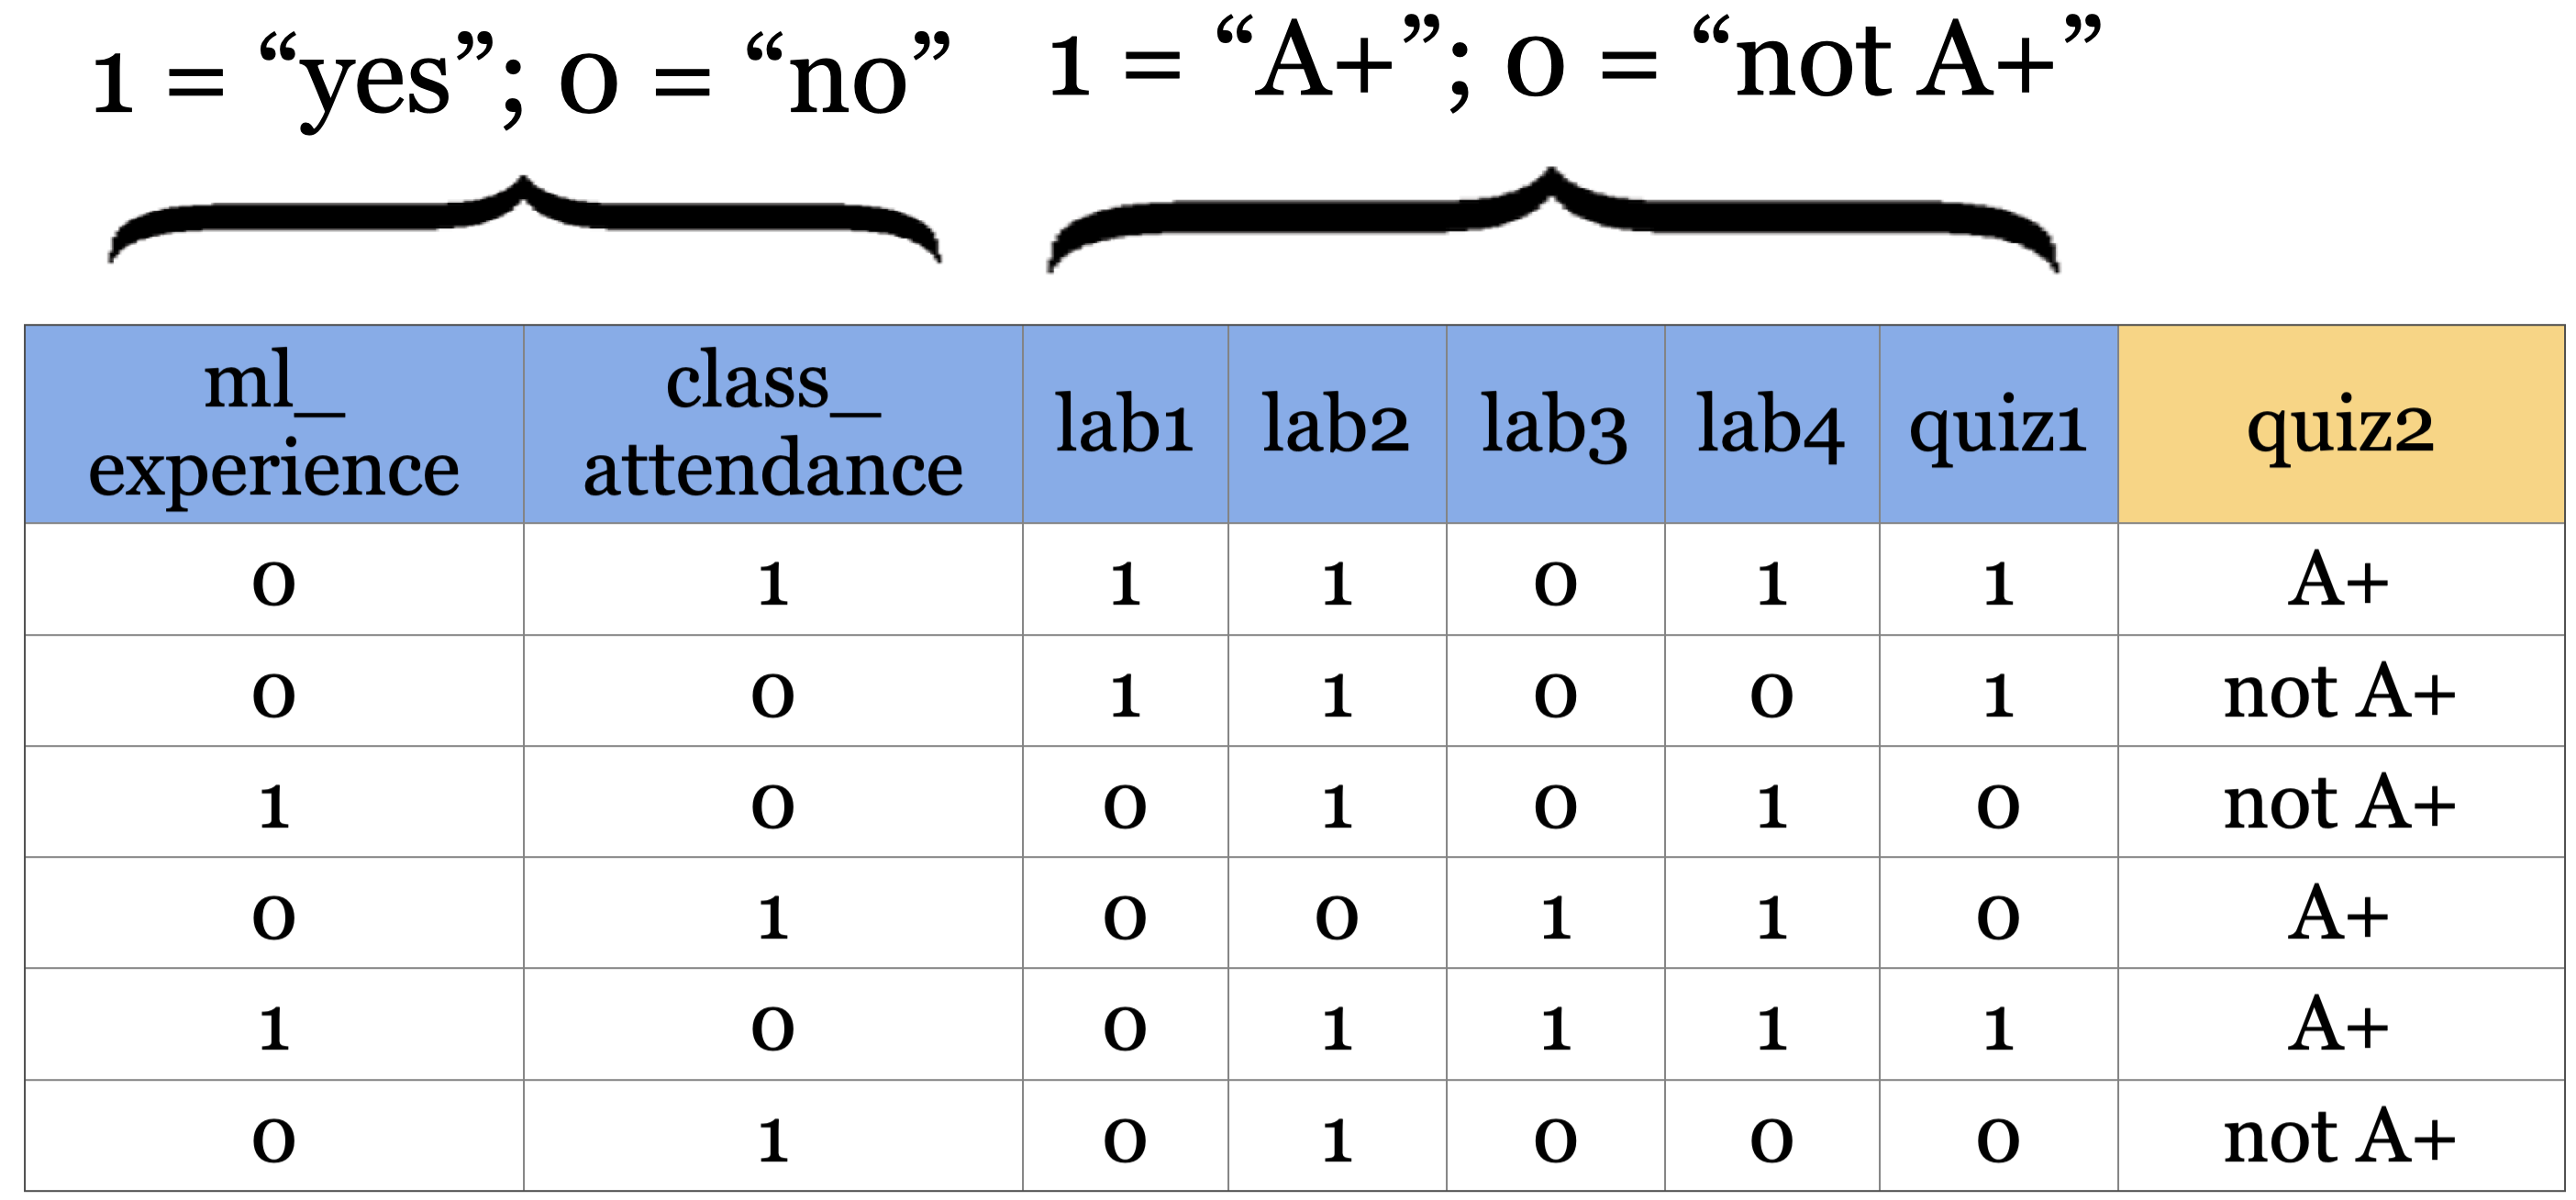 1 = “yes”; 0 = “no” 1 = “A+”; 0 = “not A+”
ml_ experience class_ attendance lab1 lab2 lab3 lab4 quiz1 quiz2
0 1 1 1 0 1 1 A+
0 0 1 1 0 0 1 not A+
1 0 0 1 0 1 0 not A+
0 1 0 0 1 1 0 A+
1 0 0 1 1 1 1 A+
0 1 0 1 0 0 0 not A+